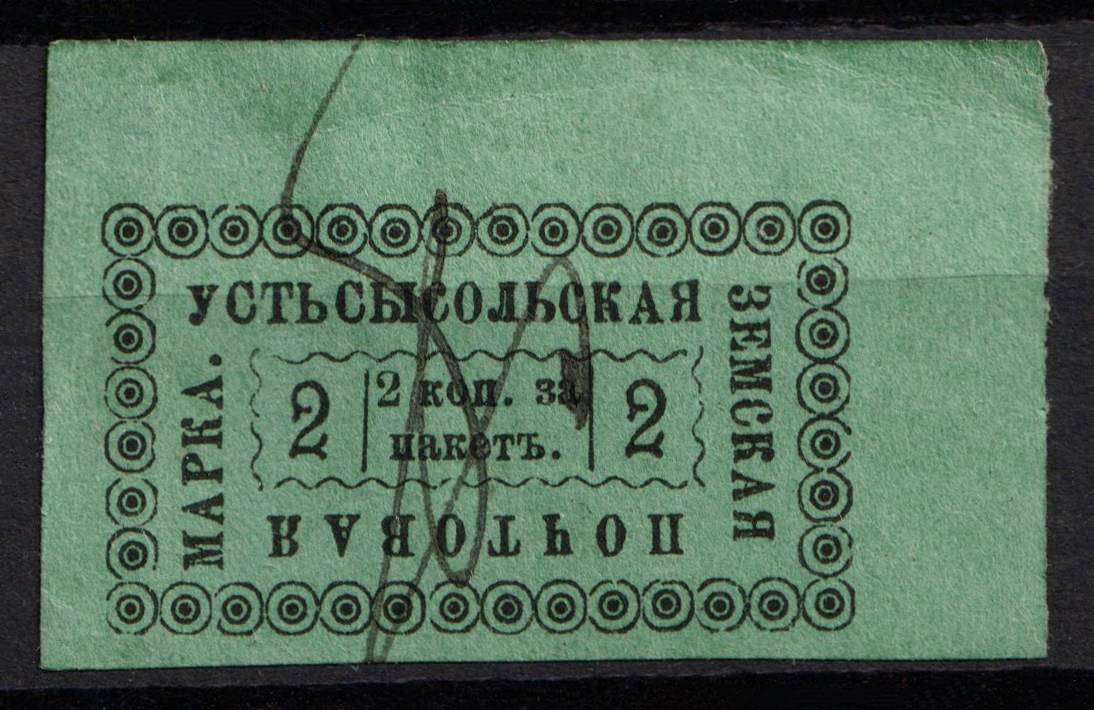 УСТЬСЫСОЛЬСКАЯ
ЗЕМСКАЯ
ПОЧТОВАЯ
МАРКА.
2
2 коп. за
пакетъ.
2